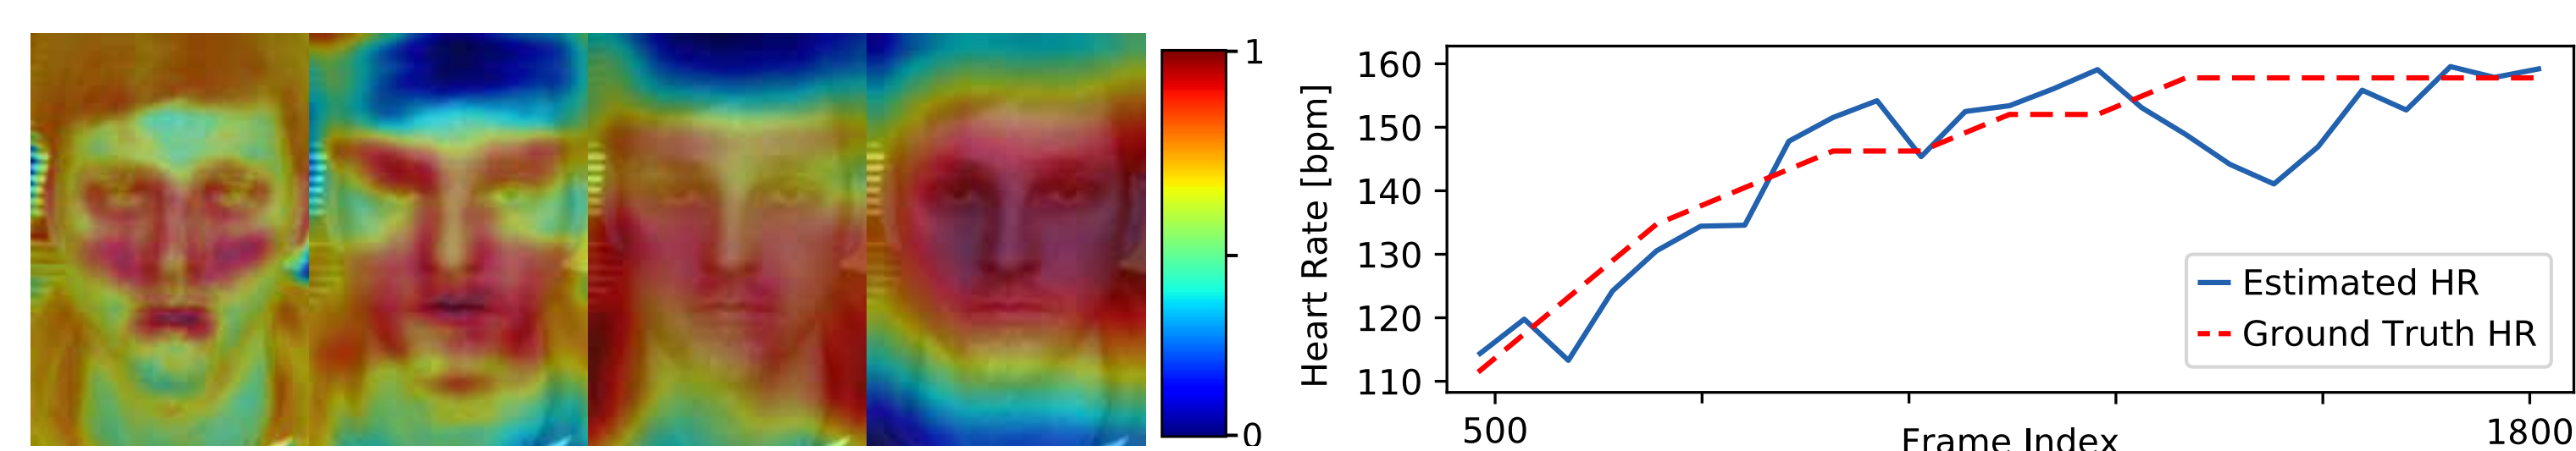 1
0
Heart Rate [bpm]
160
150
140
130
120
110
500
1800
Frame Index
Estimated HR
Ground Truth HR